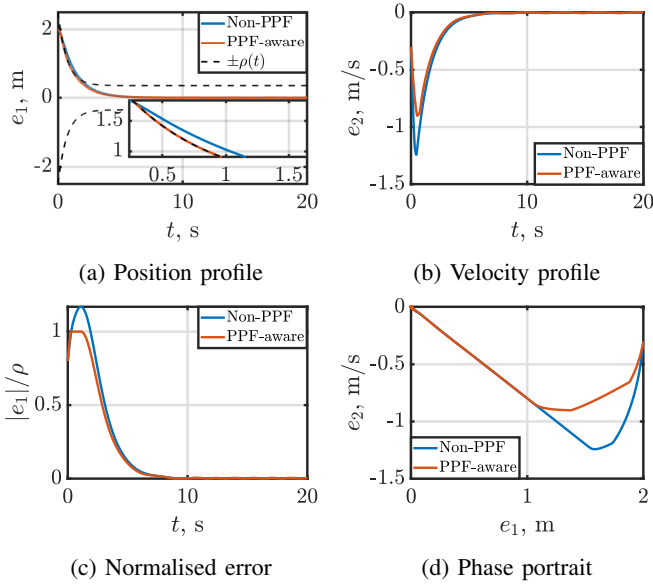 2
0
-2
e₁, m
Non-PPF
PPF-aware
±ρ(t)
1.5
1
0.5
1
1.5
0
10
20
t, s
(a) Position profile
0
-0.5
-1
-1.5
e₂, m/s
Non-PPF
PPF-aware
0
10
20
t, s
(b) Velocity profile
1
0.5
0
|e₁|/ρ
Non-PPF
PPF-aware
0
10
20
t, s
(c) Normalised error
0
-0.5
-1
-1.5
e₂, m/s
Non-PPF
PPF-aware
0
1
2
e₁, m
(d) Phase portrait